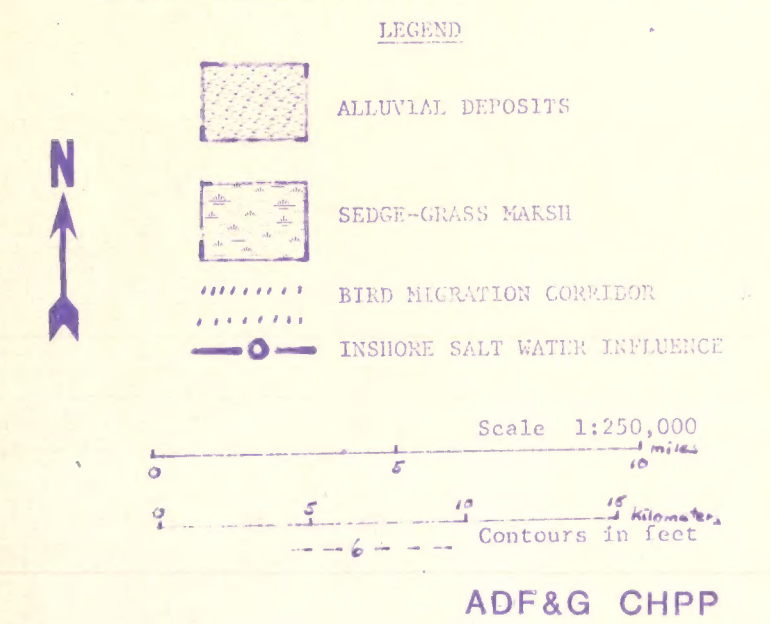 LEGEND
N
ALLUVIAL DEPOSITS
SEDGE-GRASS MARSH
BIRD MIGRATION CORRIDOR
INSHORE SALT WATER INFLUENCE
Scale 1:250,000
miles
0 5 10
0 5 10 15 Kilometers
6 Contours in feet
ADF&G CHPP